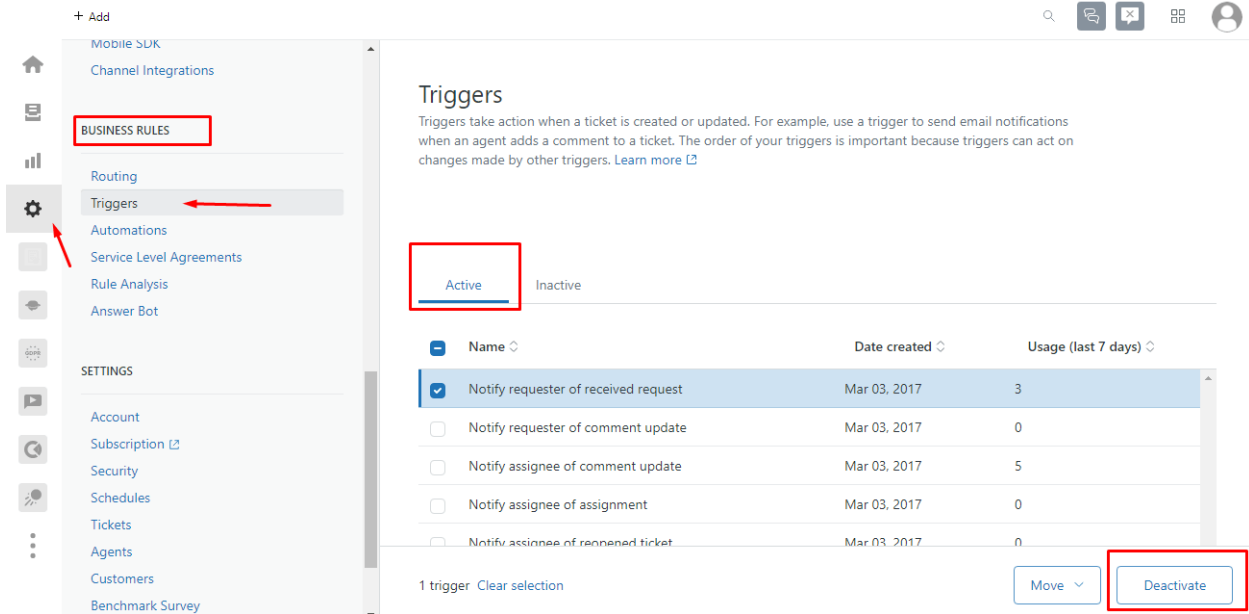 + Add
Mobile SDK
Channel Integrations
BUSINESS RULES
Routing
Triggers
Automations
Service Level Agreements
Rule Analysis
Answer Bot
SETTINGS
Account
Subscription
Security
Schedules
Tickets
Agents
Customers
Benchmark Survey
GDPR
Triggers
Triggers take action when a ticket is created or updated. For example, use a trigger to send email notifications
when an agent adds a comment to a ticket. The order of your triggers is important because triggers can act on
changes made by other triggers. Learn more
Active Inactive
Name Date created Usage (last 7 days)
Notify requester of received request Mar 03, 2017 3
Notify requester of comment update Mar 03, 2017 0
Notify assignee of comment update Mar 03, 2017 5
Notify assignee of assignment Mar 03, 2017 0
Notify assignee of reopened ticket Mar 03, 2017 0
1 trigger Clear selection Move Deactivate